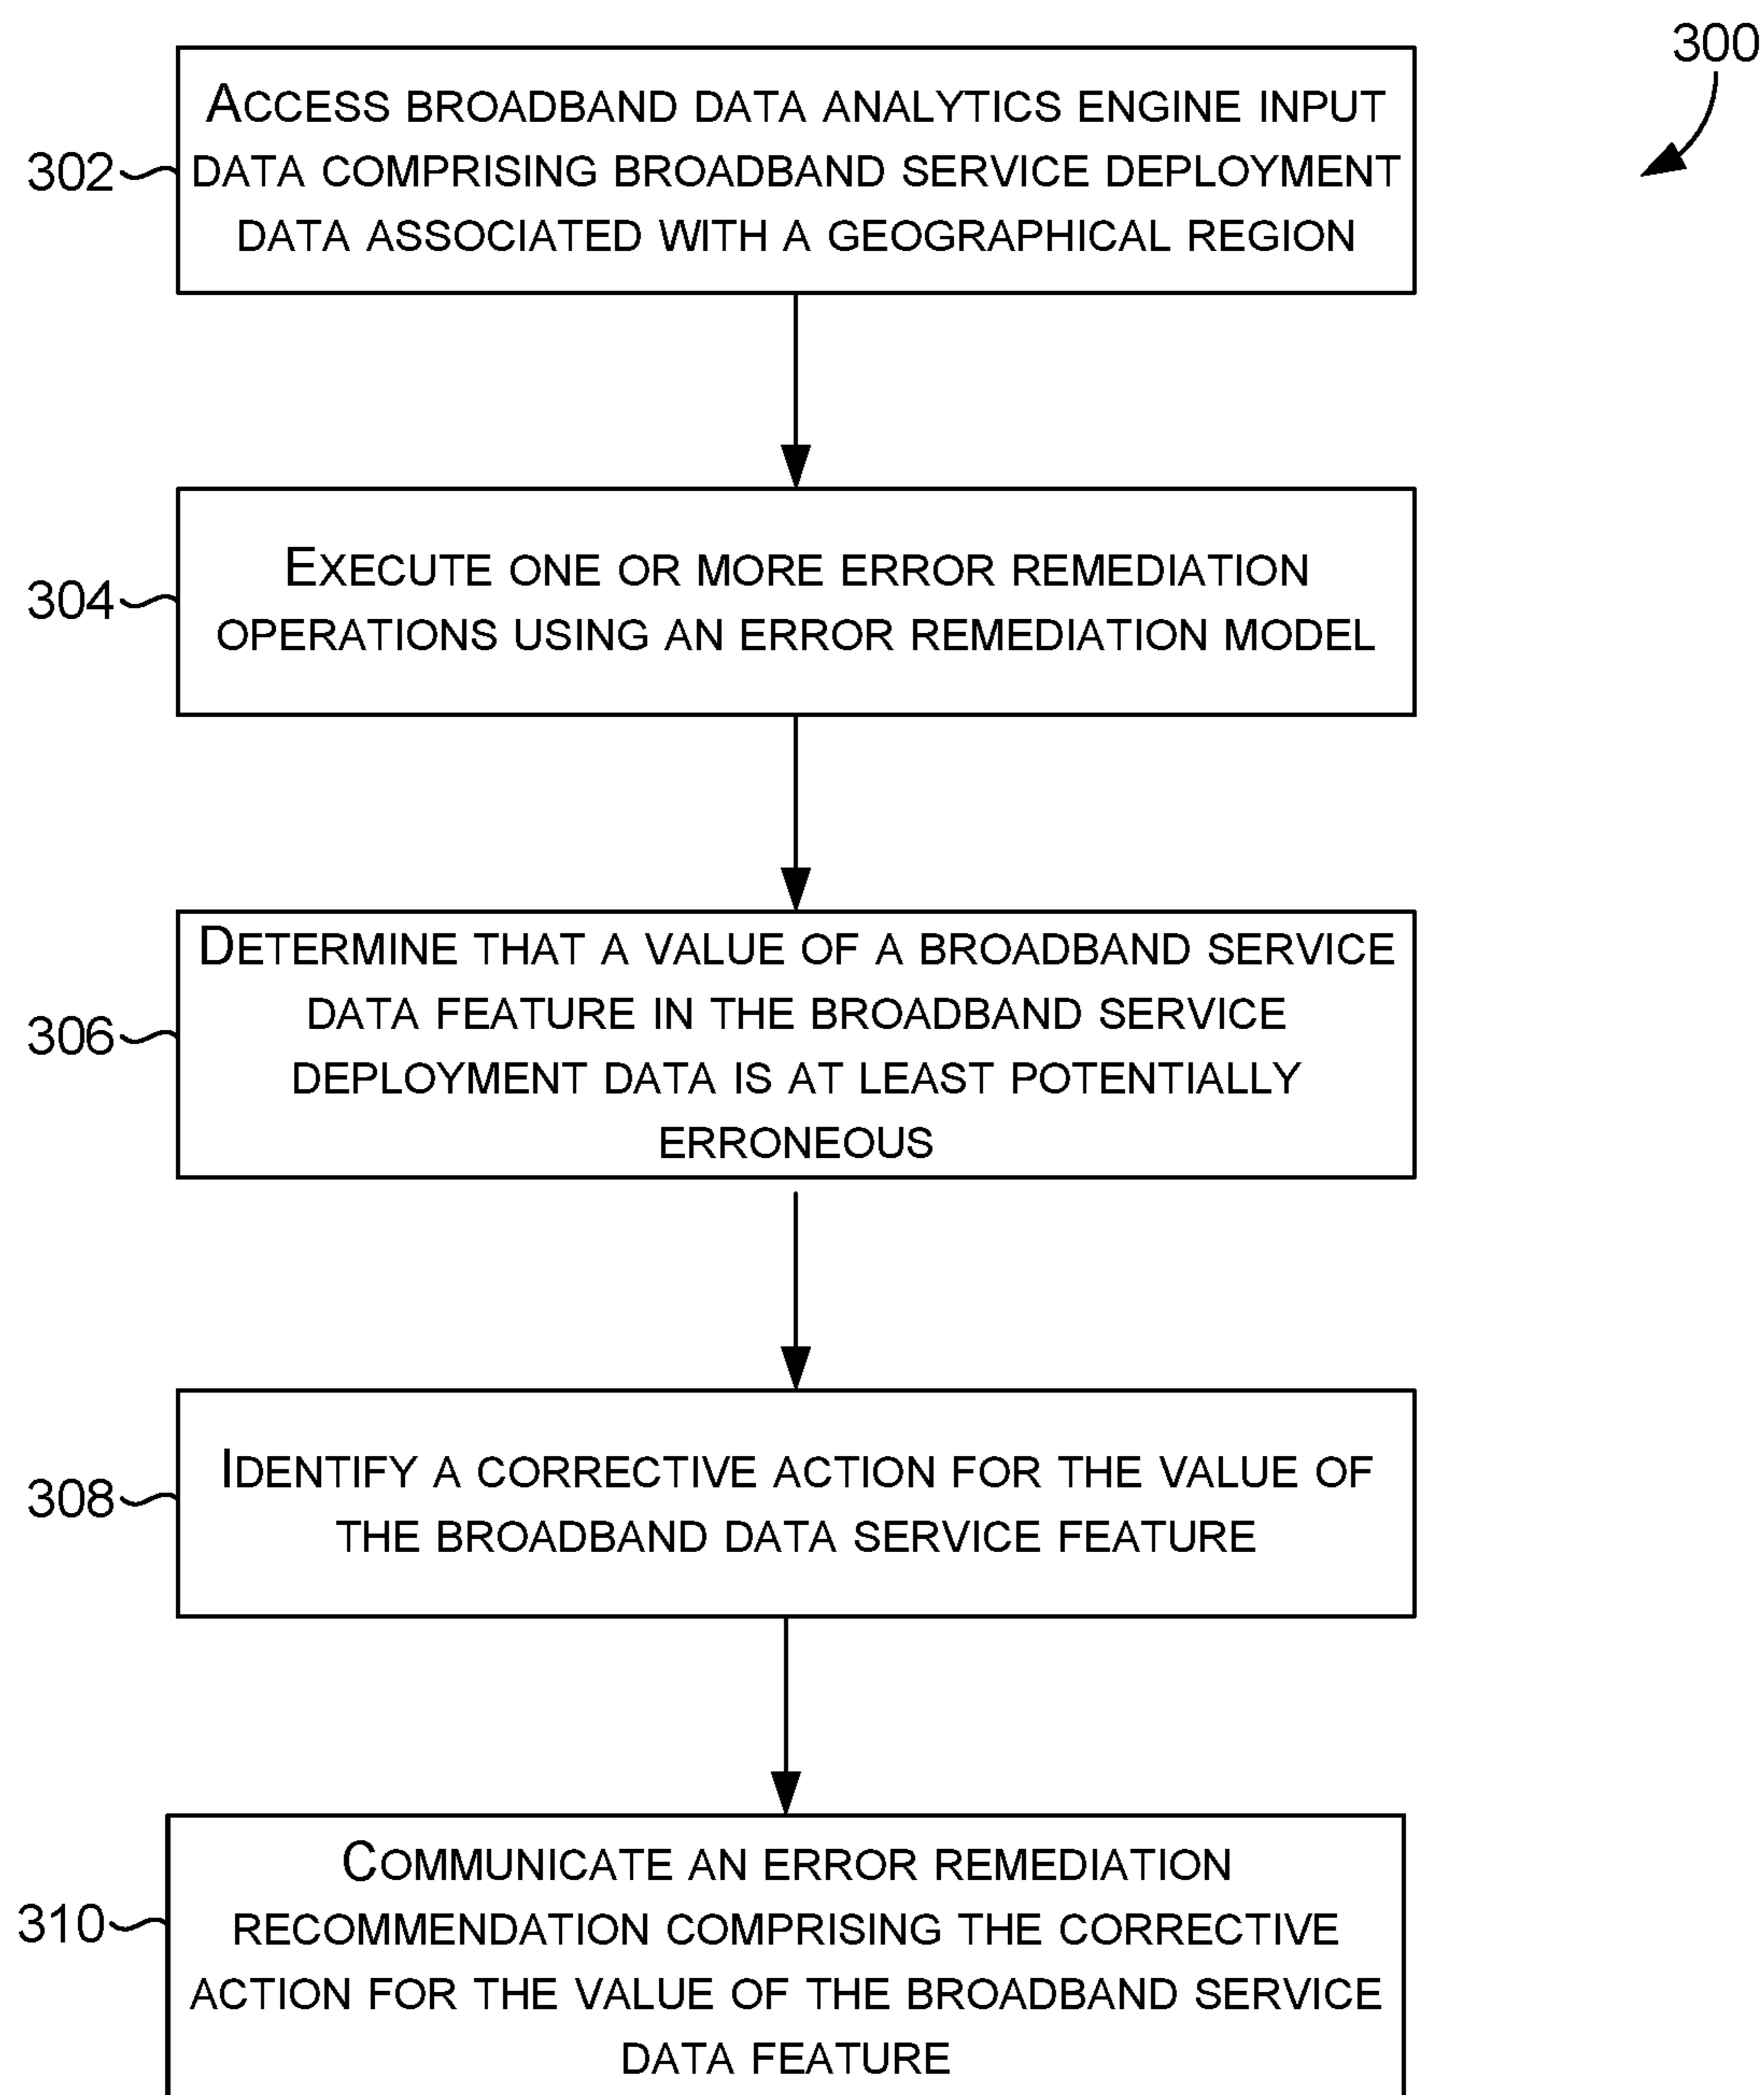 300
ACCESS BROADBAND DATA ANALYTICS ENGINE INPUT
302
DATA COMPRISING BROADBAND SERVICE DEPLOYMENT
DATA ASSOCIATED WITH A GEOGRAPHICAL REGION
EXECUTE ONE OR MORE ERROR REMEDIATION
304
OPERATIONS USING AN ERROR REMEDIATION MODEL
DETERMINE THAT A VALUE OF A BROADBAND SERVICE
DATA FEATURE IN THE BROADBAND SERVICE
306
DEPLOYMENT DATA IS AT LEAST POTENTIALLY
ERRONEOUS
IDENTIFY A CORRECTIVE ACTION FOR THE VALUE OF
308
THE BROADBAND DATA SERVICE FEATURE
COMMUNICATE AN ERROR REMEDIATION
310
RECOMMENDATION COMPRISING THE CORRECTIVE
ACTION FOR THE VALUE OF THE BROADBAND SERVICE
DATA FEATURE